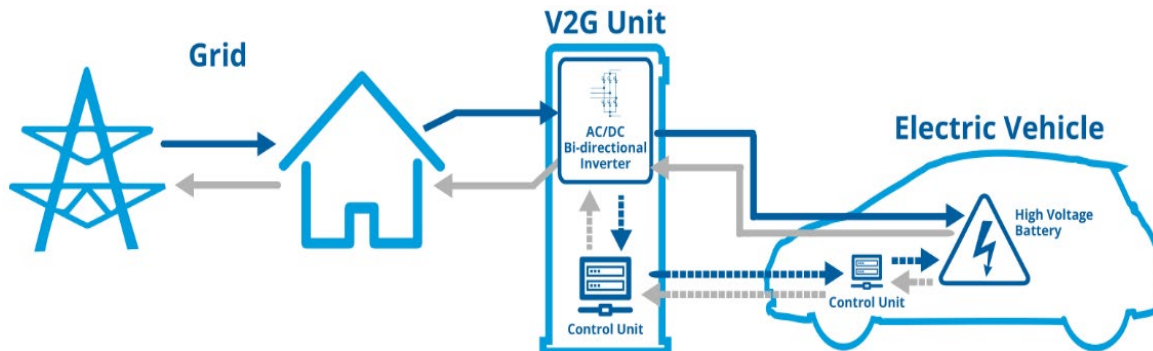 V2G Unit
Grid
AC/DC
Bi-directional
Inverter
Electric Vehicle
High Voltage
Battery
Control Unit
Control Unit